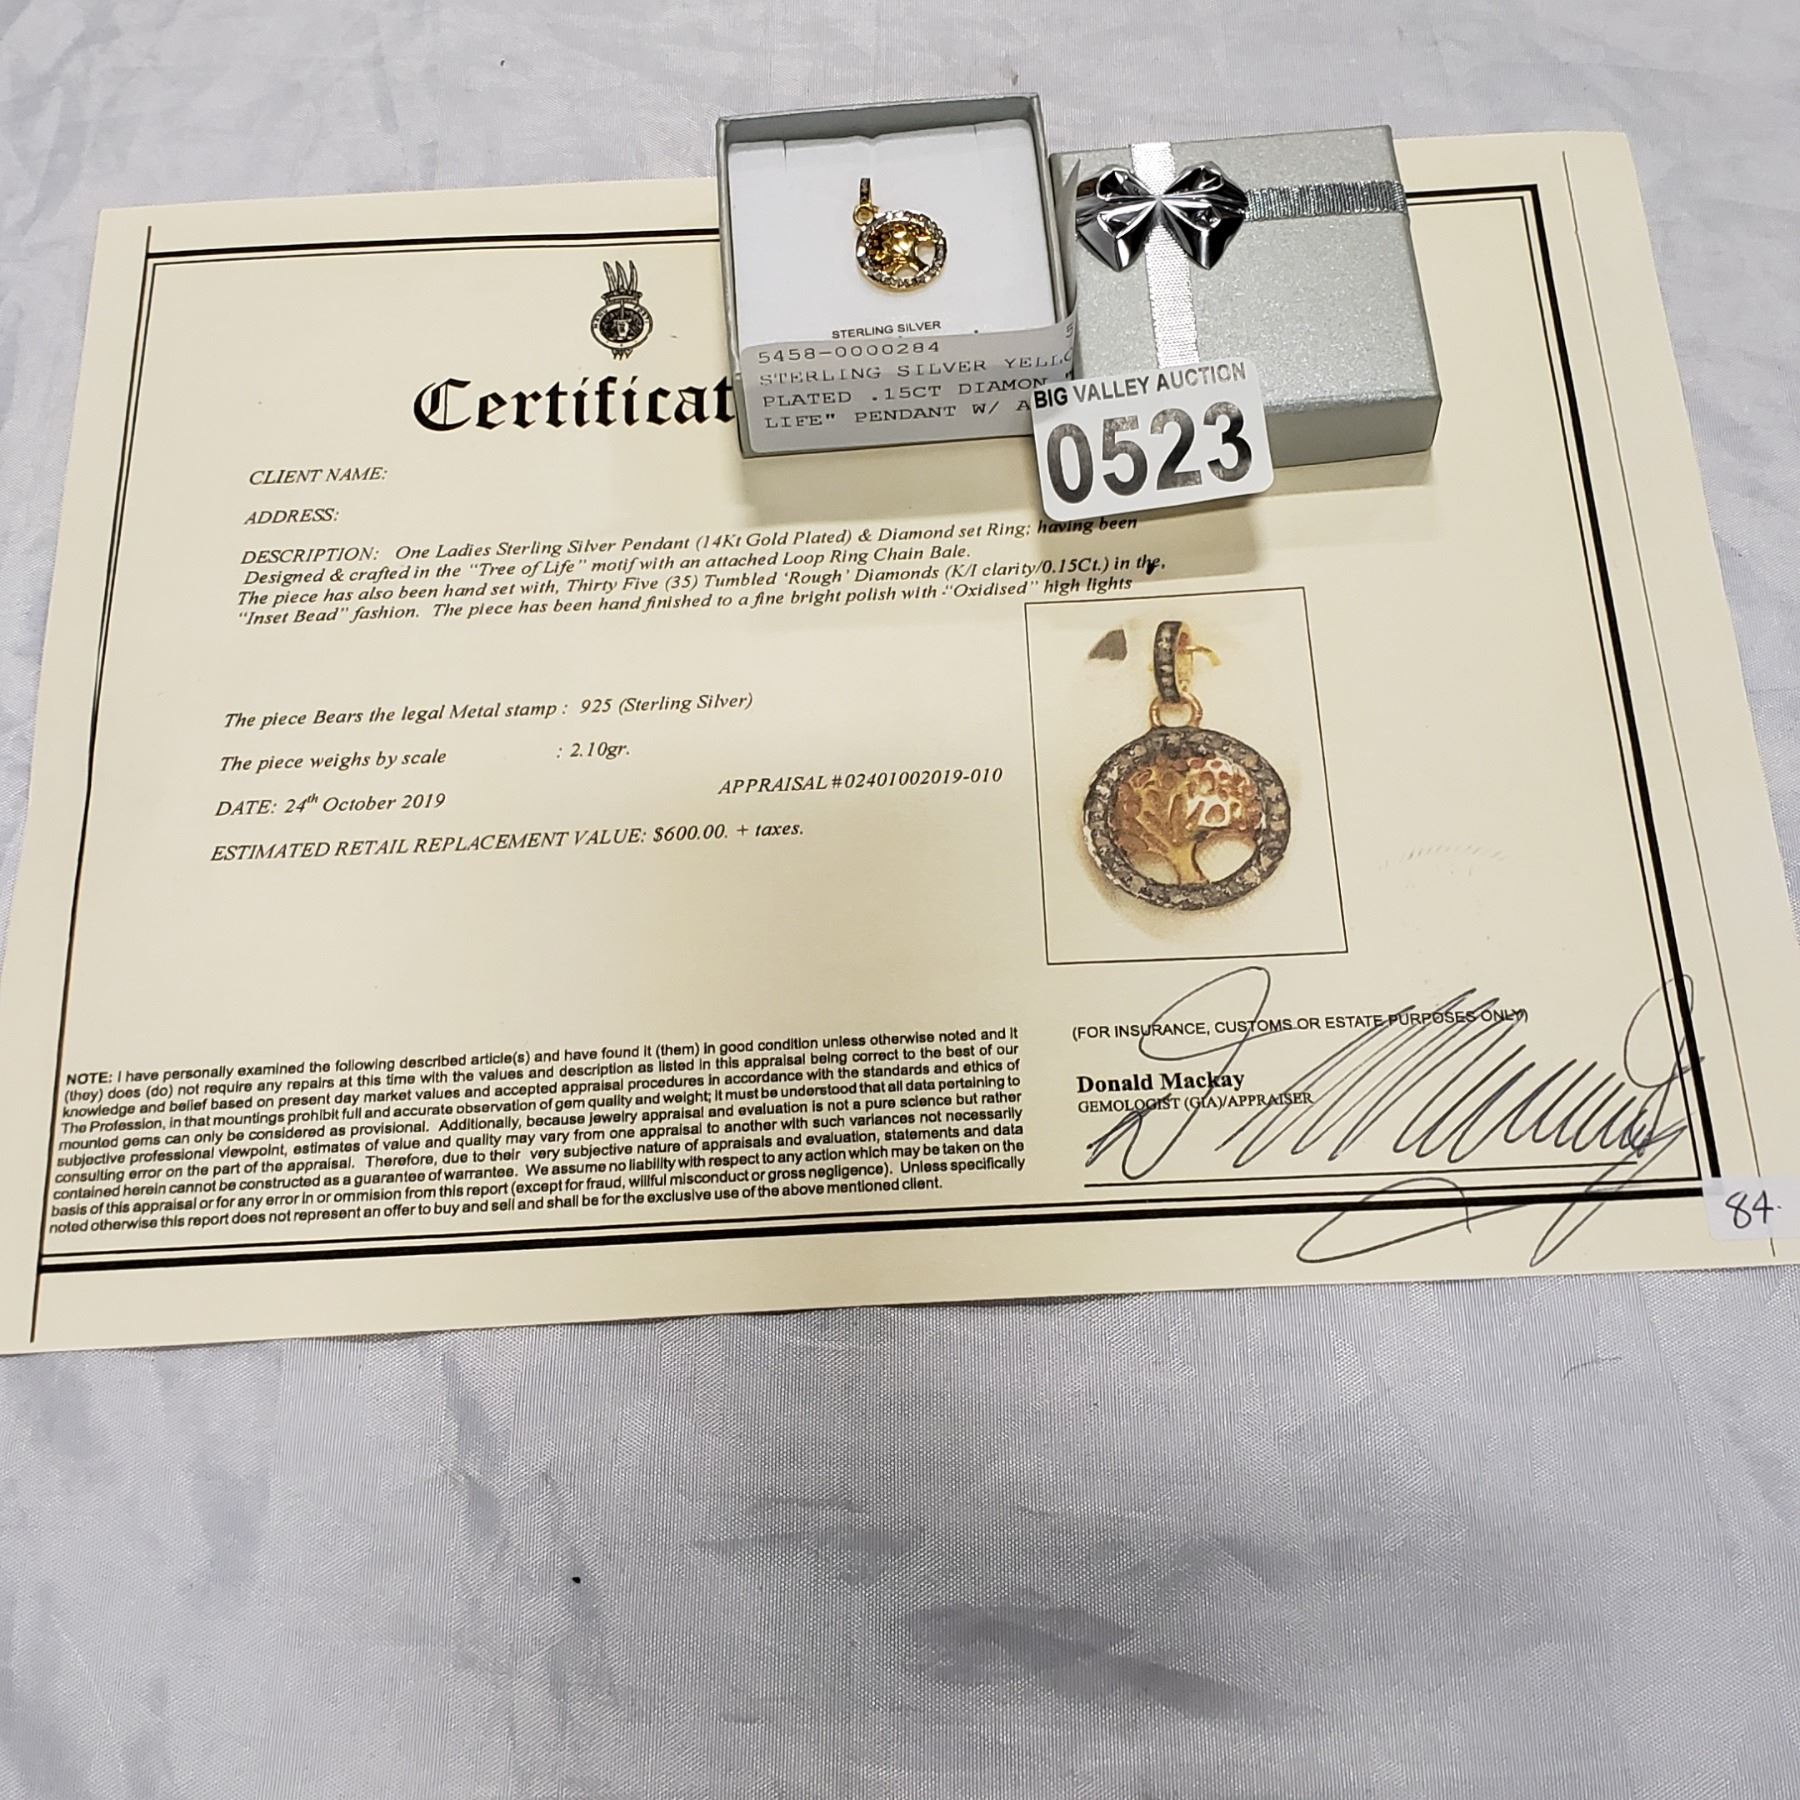 Certificat
STERLING SILVER
5458-0000284
STERLING SILVER YELLO
PLATED .15CT DIAMON
LIFE" PENDANT W/ A
BIG VALLEY AUCTION
0523
CLIENT NAME:
ADDRESS:
DESCRIPTION: One Ladies Sterling Silver Pendant (14Kt Gold Plated) & Diamond set Ring; having been
Designed & crafted in the "Tree of Life" motif with an attached Loop Ring Chain Bale.
The piece has also been hand set with, Thirty Five (35) Tumbled 'Rough' Diamonds (K/I clarity/0.15Ct.) in the,
"Inset Bead" fashion. The piece has been hand finished to a fine bright polish with "Oxidised" high lights
The piece Bears the legal Metal stamp : 925 (Sterling Silver)
The piece weighs by scale : 2.10gr.
APPRAISAL #02401002019-010
DATE: 24th October 2019
ESTIMATED RETAIL REPLACEMENT VALUE: $600.00. + taxes.
NOTE: I have personally examined the following described article(s) and have found it (them) in good condition unless otherwise noted and it
(they) does (do) not require any repairs at this time with the values and description as listed in this appraisal being correct to the best of our
knowledge and belief based on present day market values and accepted appraisal procedures in accordance with the standards and ethics of
The Profession, in that mountings prohibit full and accurate observation of gem quality and weight; it must be understood that all data pertaining to
mounted gems can only be considered as provisional. Additionally, because jewelry appraisal and evaluation is not a pure science but rather
subjective professional viewpoint, estimates of value and quality may vary from one appraisal to another with such variances not necessarily
consulting error on the part of the appraisal. Therefore, due to their very subjective nature of appraisals and evaluation, statements and data
contained herein cannot be constructed as a guarantee of warrantee. We assume no liability with respect to any action which may be taken on the
basis of this appraisal or for any error in or ommision from this report (except for fraud, willful misconduct or gross negligence). Unless specifically
noted otherwise this report does not represent an offer to buy and sell and shall be for the exclusive use of the above mentioned client.
(FOR INSURANCE, CUSTOMS OR ESTATE PURPOSES ONLY)
Donald Mackay
GEMOLOGIST (GIA)/APPRAISER
84.